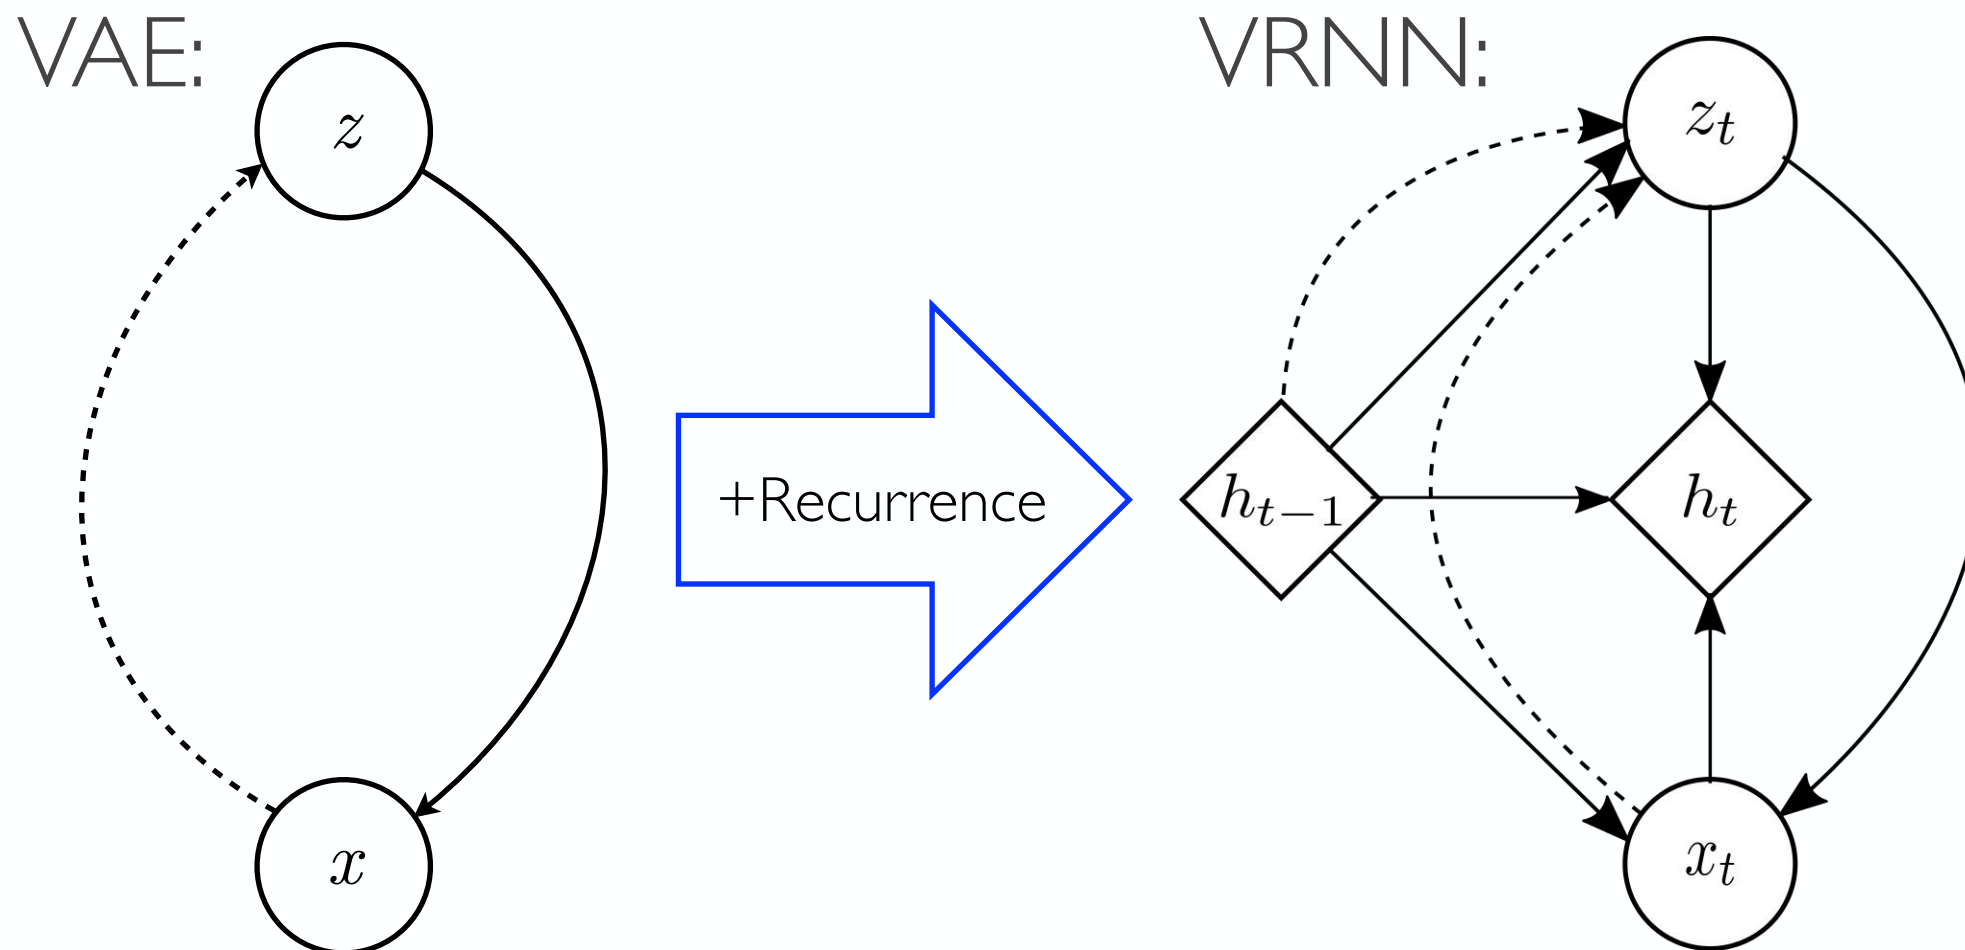 VAE:
z
x
+Recurrence
VRNN:
z_t
h_{t-1}
h_t
x_t